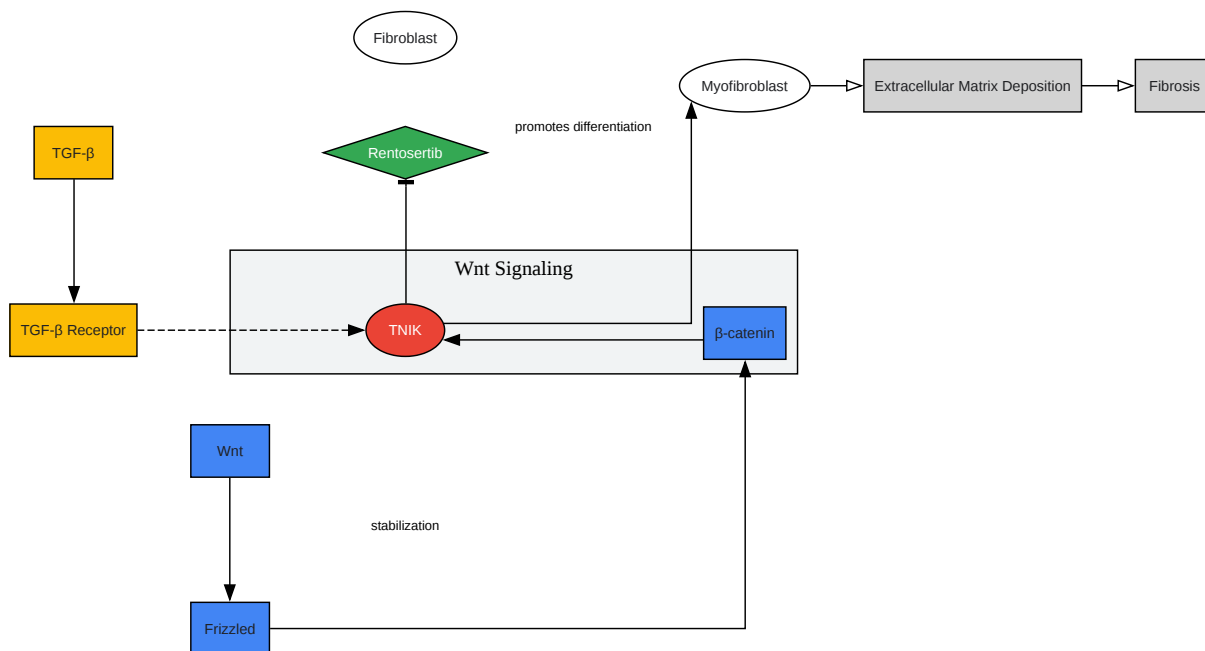 Fibroblast
Myofibroblast
Extracellular Matrix Deposition
Fibrosis
promotes differentiation
TGF-β
Rentosertib
Wnt Signaling
TGF-β Receptor
TNIK
β-catenin
Wnt
stabilization
Frizzled